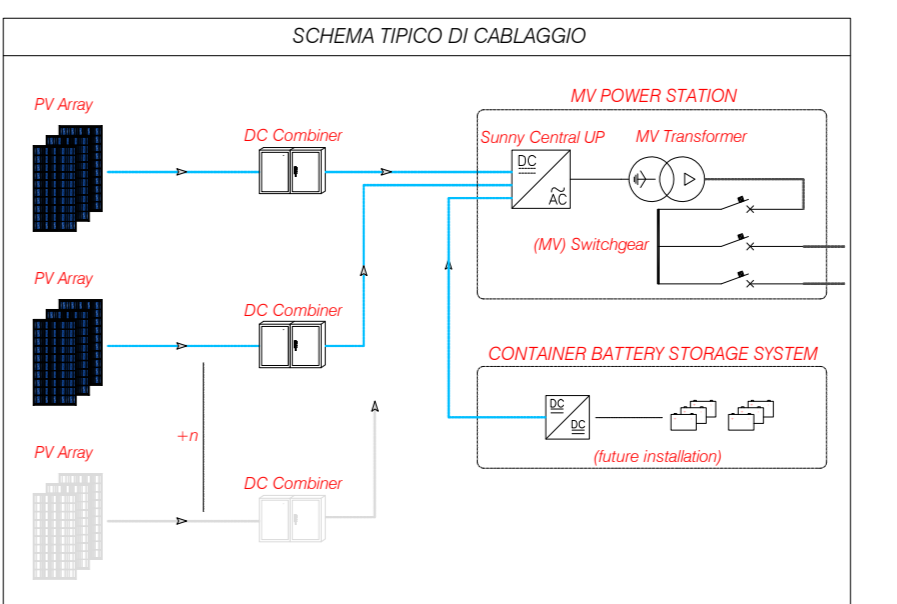 SCHEMA TIPICO DI CABLAGGIO
MV POWER STATION
PV Array
DC Combiner
Sunny Central UP
MV Transformer
DC
AC
(MV) Switchgear
PV Array
DC Combiner
CONTAINER BATTERY STORAGE SYSTEM
DC
DC
(future installation)
+n
PV Array
DC Combiner